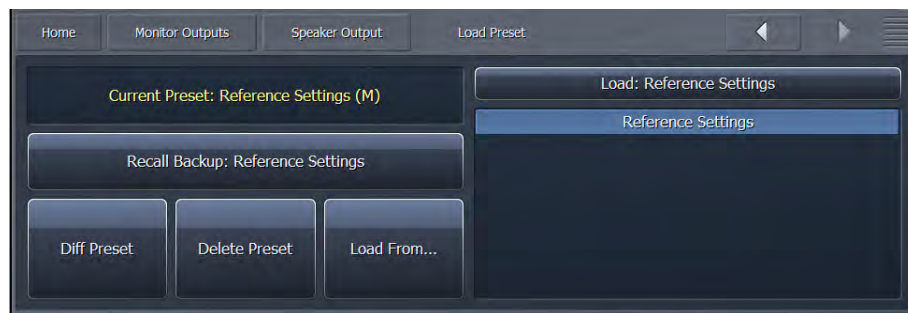 Home
Monitor Outputs
Speaker Output
Load Preset
Current Preset: Reference Settings (M)
Recall Backup: Reference Settings
Diff Preset
Delete Preset
Load From...
Load: Reference Settings
Reference Settings